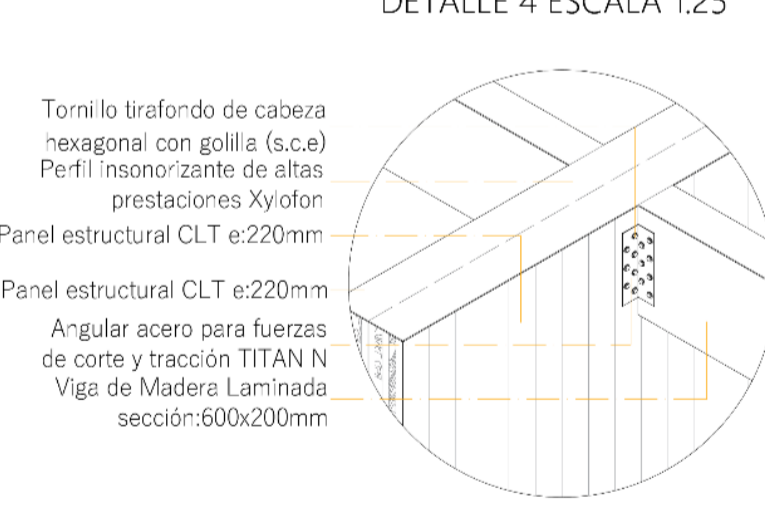 DETALLE 4 ESCALA 1:25
Tornillo tirafondo de cabeza
hexagonal con golilla (s.c.e)
Perfil insonorizante de altas
prestaciones Xylofon
Panel estructural CLT e:220mm
Panel estructural CLT e:220mm
Angular acero para fuerzas
de corte y tracción TITAN N
Viga de Madera Laminada
sección:600x200mm